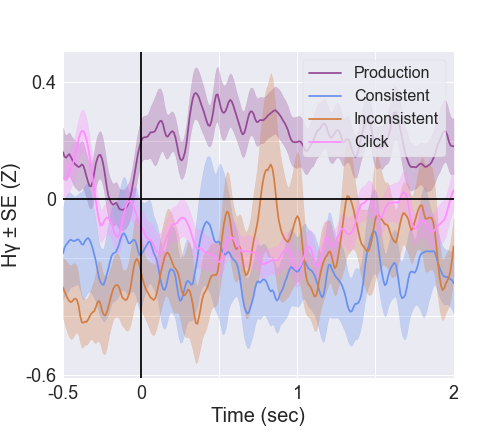 Production
Consistent
Inconsistent
Click
0.4
0
-0.6
Hγ ± SE (Z)
-0.5 0 1 2
Time (sec)